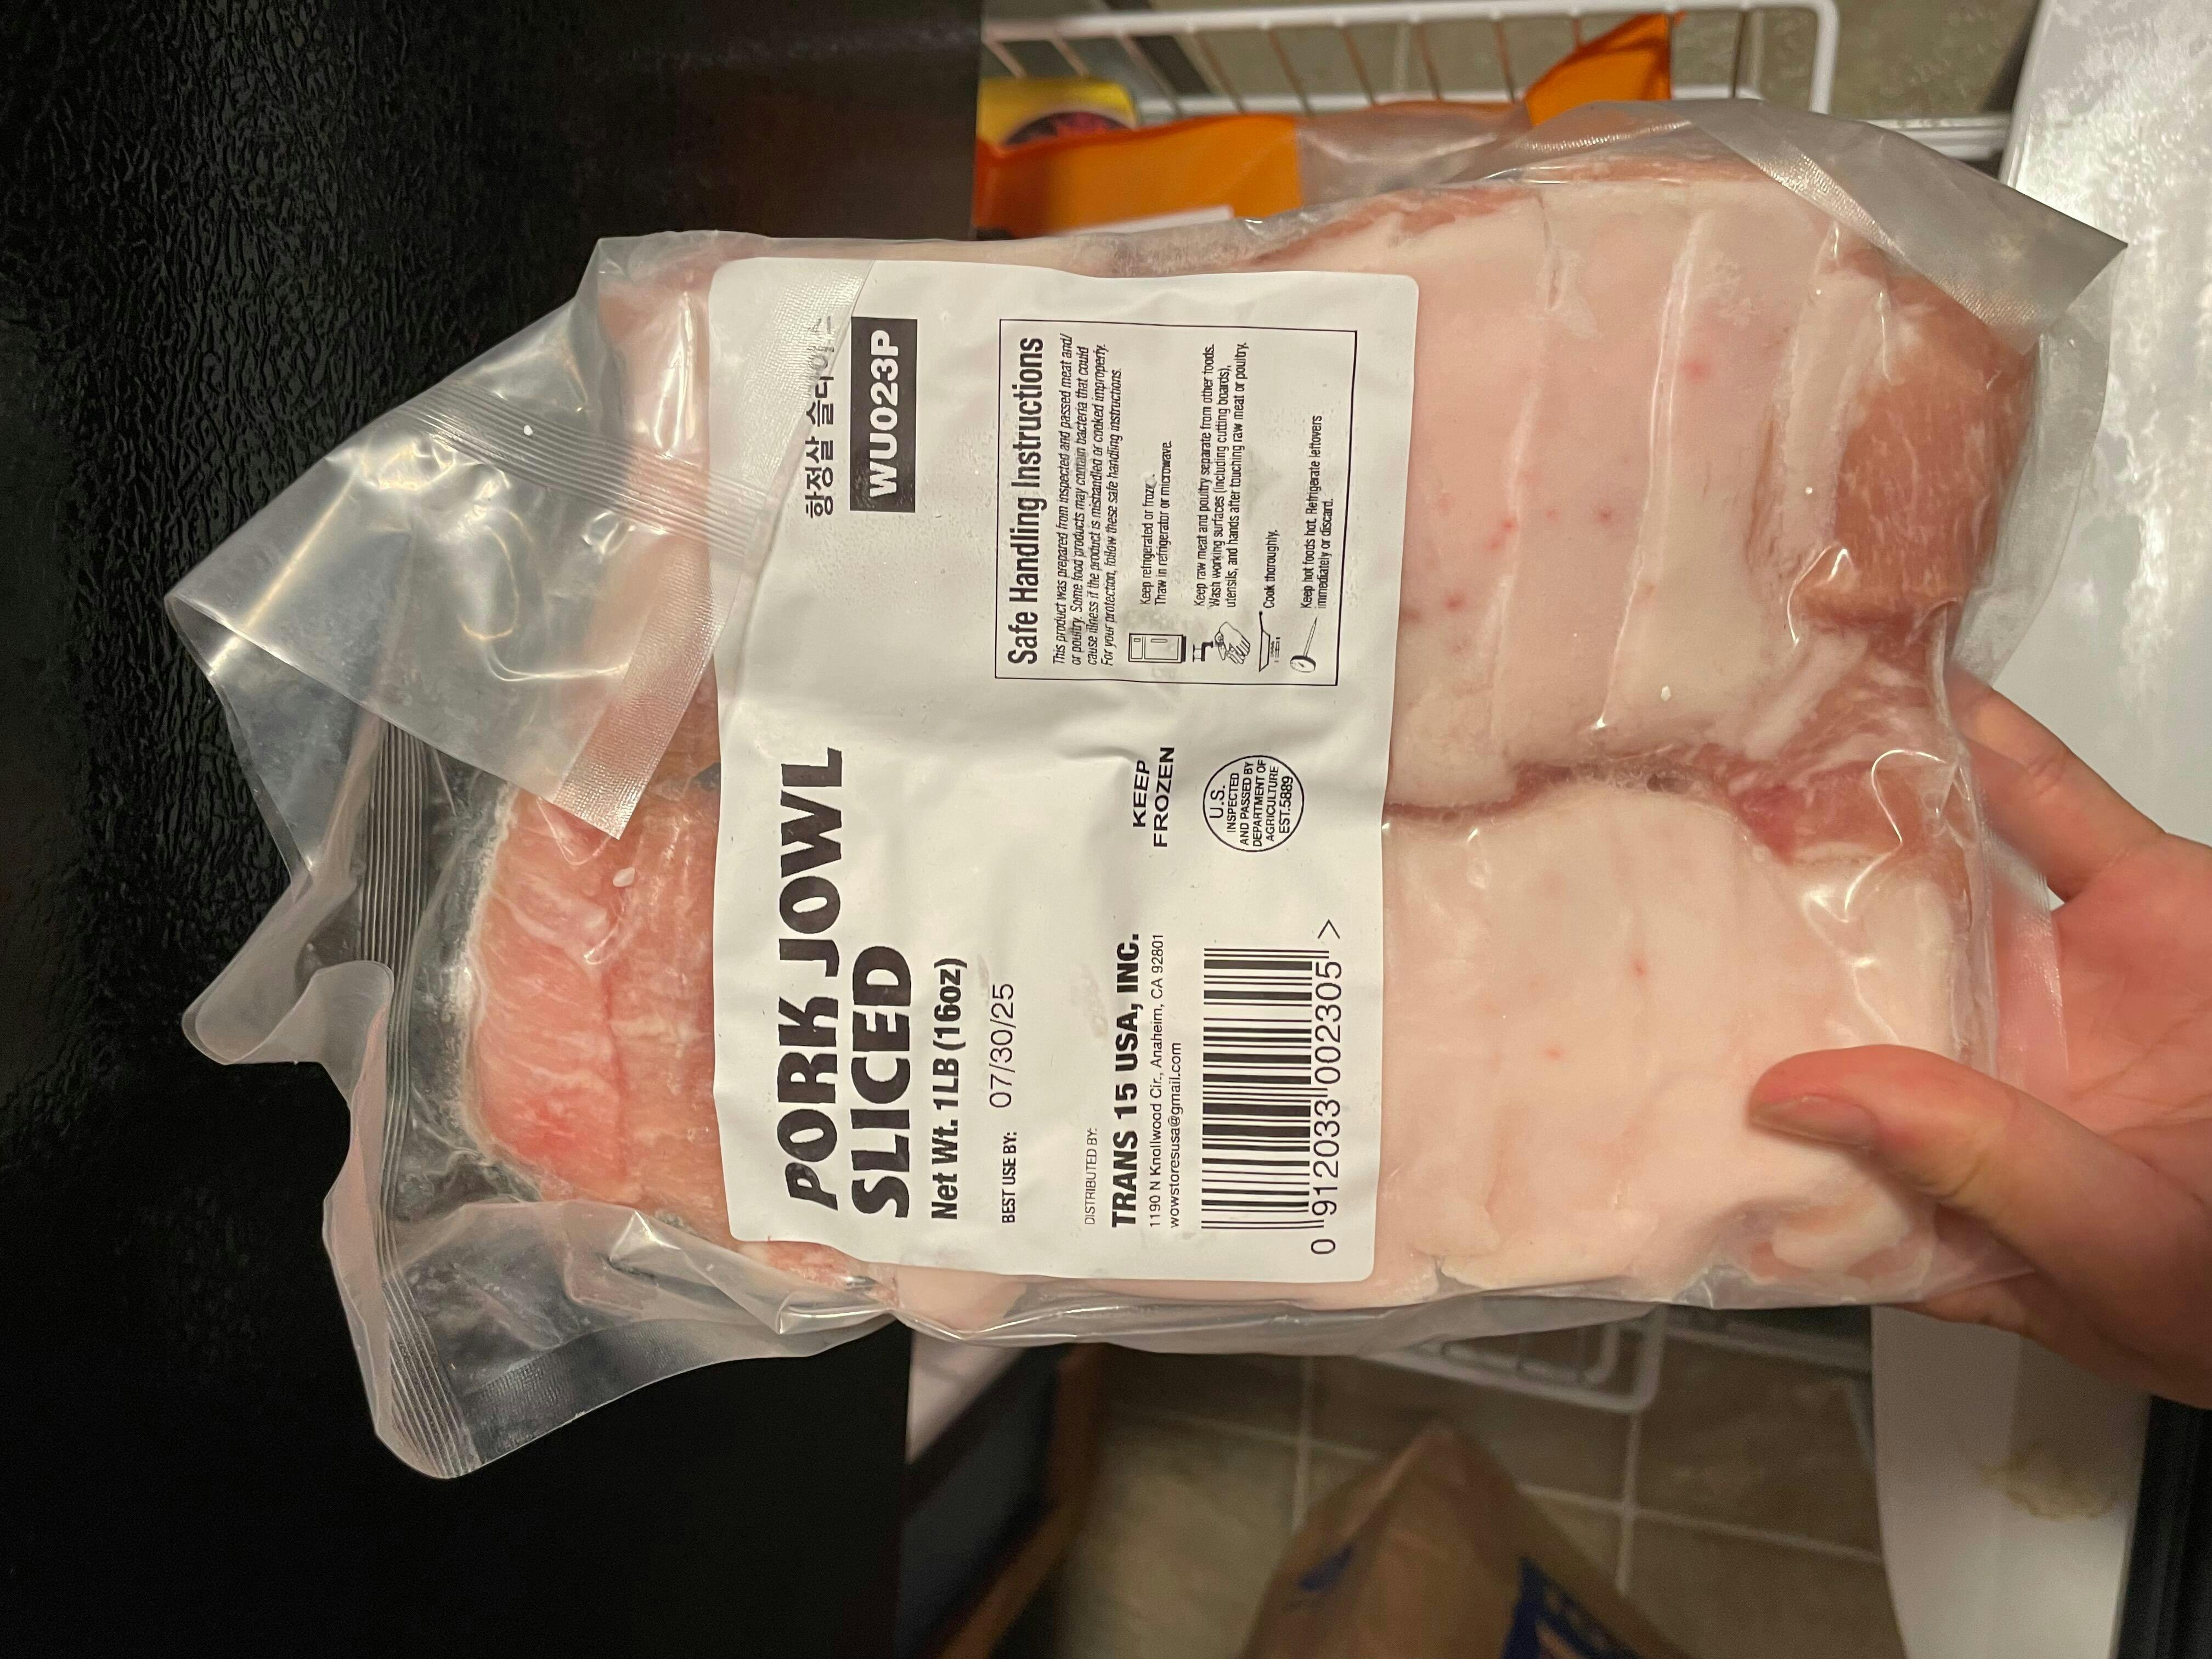 항정살 슬라이스
WU023P
PORK JOWL
SLICED
Net Wt. 1LB (16oz)
BEST USE BY: 07/30/25
DISTRIBUTED BY:
TRANS 15 USA, INC.
1190 N Knollwood Cir., Anaheim, CA 92801
wowstoresusa@gmail.com
0 91203300230 5 >
KEEP
FROZEN
U.S.
INSPECTED
AND PASSED BY
DEPARTMENT OF
AGRICULTURE
EST.58899
Safe Handling Instructions
This product was prepared from inspected and passed meat and/
or poultry. Some food products may contain bacteria that could
cause illness if the product is mishandled or cooked improperly.
For your protection, follow these safe handling instructions.
Keep refrigerated or froze
Thaw in refrigerator or microwave.
Keep raw meat and poultry separate from other foods.
Wash working surfaces (including cutting boards),
utensils, and hands after touching raw meat or poultry.
Cook thoroughly.
Keep hot foods hot. Refrigerate leftovers
immediately or discard.